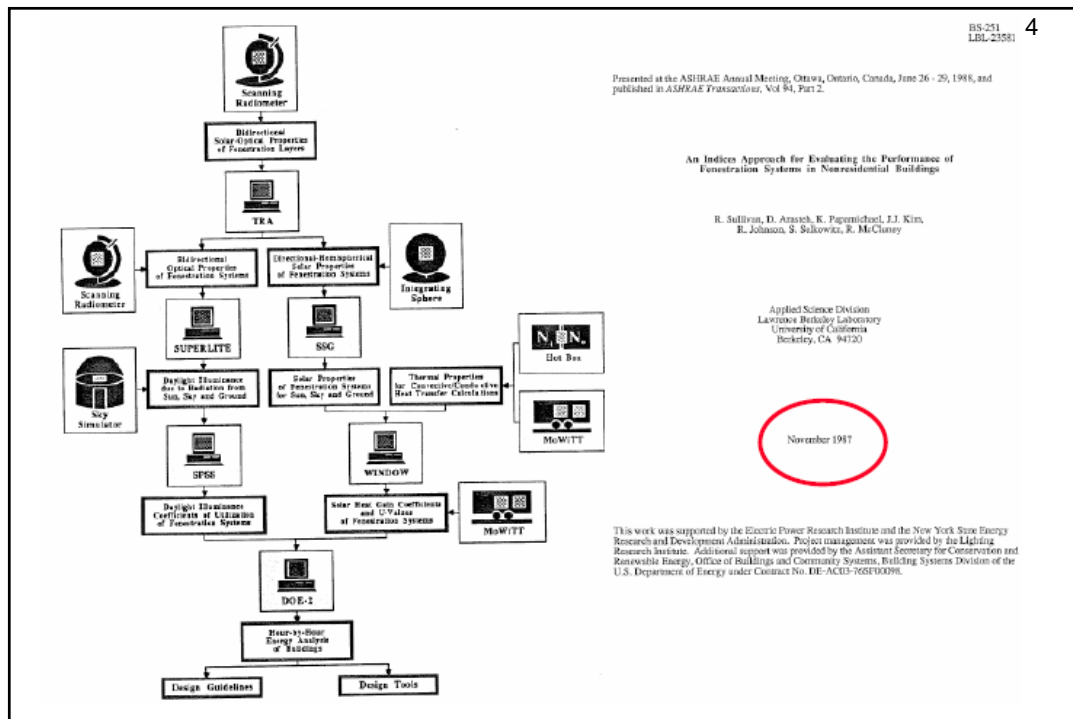 4
BS-251
LBL-23581
Presented at the ASHRAE Annual Meeting, Ottawa, Ontario, Canada, June 26 - 29, 1988, and
published in ASHRAE Transactions, Vol 94, Part 2.
An Indices Approach for Evaluating the Performance of
Fenestration Systems in Nonresidential Buildings
R. Sullivan, D. Arasteh, K. Papamichael, J.J. Kim,
R. Johnson, S. Selkowitz, R. McCluney
Applied Science Division
Lawrence Berkeley Laboratory
University of California
Berkeley, CA 94720
November 1987
This work was supported by the Electric Power Research Institute and the New York State Energy
Research and Development Administration. Project management was provided by the Lighting
Research Institute. Additional support was provided by the Assistant Secretary for Conservation and
Renewable Energy, Office of Buildings and Community Systems, Building Systems Division of the
U.S. Department of Energy under Contract No. DE-AC03-76SF00098.
Scanning
Radiometer
Bidirectional
Solar-Optical Properties
of Fenestration Layers
TRA
Scanning
Radiometer
Bidirectional
Optical Properties
of Fenestration Systems
Directional-Hemispherical
Solar Properties
of Fenestration Systems
Integrating
Sphere
SUPERLITE
SSG
Hot Box
Sky
Simulator
Daylight Illuminance
due to Radiation from
Sun, Sky and Ground
Solar Properties
of Fenestration Systems
for Sun, Sky and Ground
Thermal Properties
for Convective/Conductive
Heat Transfer Calculations
MoWiTT
SPSS
WINDOW
Daylight Illuminance
Coefficients of Utilization
of Fenestration Systems
Solar Heat Gain Coefficients
and U-Values
of Fenestration Systems
MoWiTT
DOE-2
Hour-by-Hour
Energy Analysis
of Buildings
Design Guidelines
Design Tools